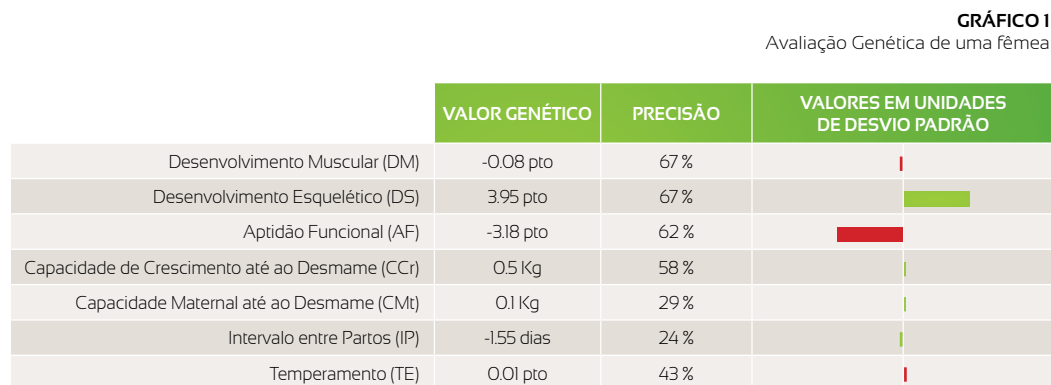 GRÁFICO 1
Avaliação Genética de uma fêmea
VALOR GENÉTICO PRECISÃO VALORES EM UNIDADES
DE DESVIO PADRÃO
Desenvolvimento Muscular (DM) -0.08 pto 67 %
Desenvolvimento Esquelético (DS) 3.95 pto 67 %
Aptidão Funcional (AF) -3.18 pto 62 %
Capacidade de Crescimento até ao Desmame (CCr) 0.5 Kg 58 %
Capacidade Maternal até ao Desmame (CMt) 0.1 Kg 29 %
Intervalo entre Partos (IP) -1.55 dias 24 %
Temperamento (TE) 0.01 pto 43 %